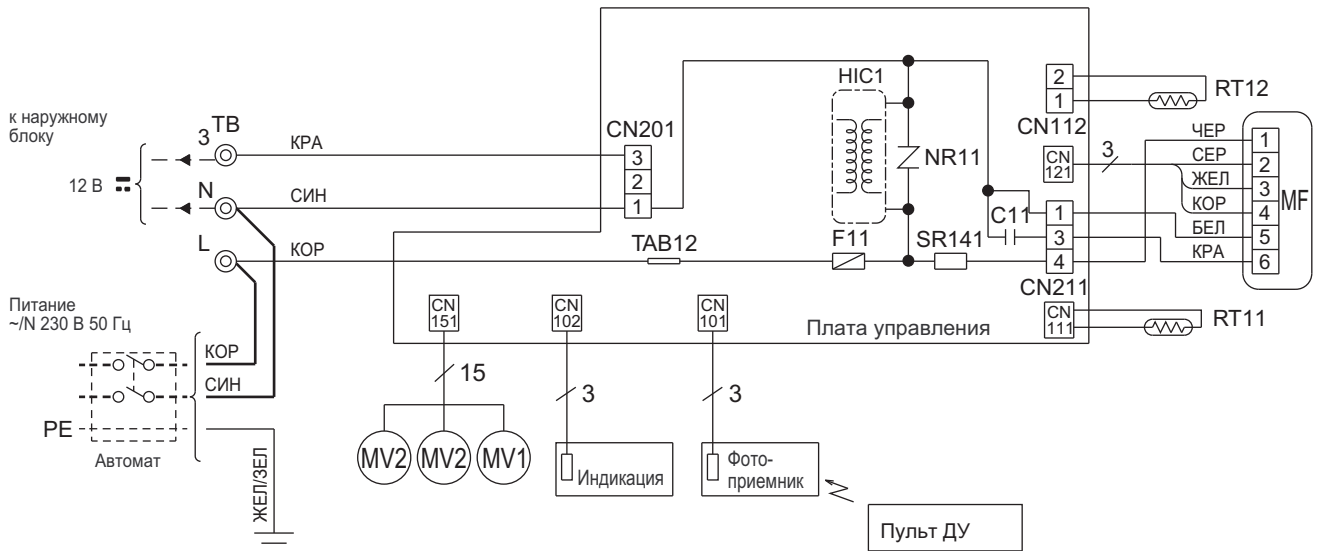 HIC1
NR11
2
1
CN112
RT12
к наружному
блоку
3
TB
КРА
CN201
3
2
1
12 В
N
СИН
L
КОР
TAB12
F11
SR141
C11
CN
121
3
1
3
4
CN211
ЧЕР
СЕР
ЖЕЛ
КОР
БЕЛ
КРА
1
2
3
4
5
6
MF
Питание
~/N 230 В 50 Гц
КОР
СИН
PE
Автомат
ЖЕЛ/ЗЕЛ
CN
151
CN
102
CN
101
Плата управления
CN
111
RT11
15
3
3
MV2
MV2
MV1
Индикация
Фото-
приемник
Пульт ДУ